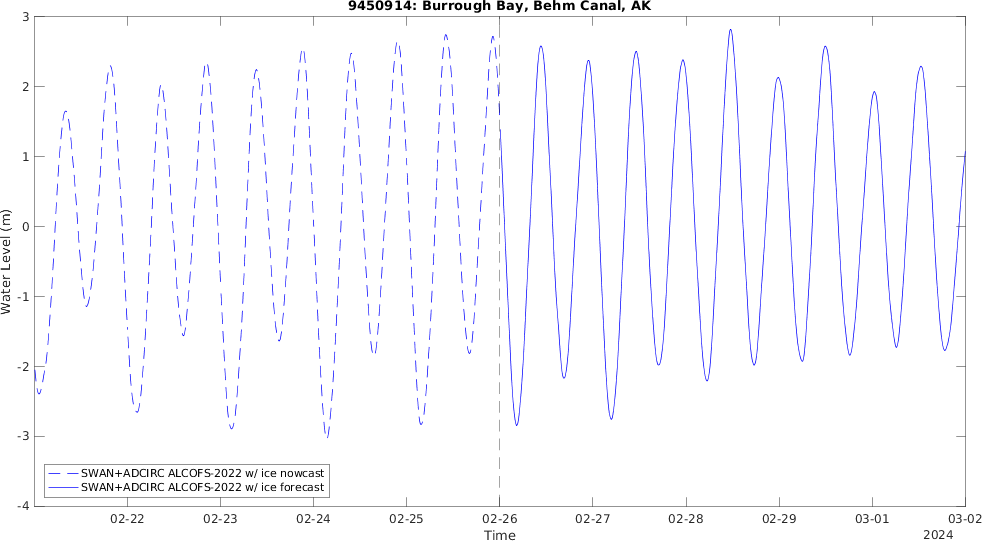 9450914: Burrough Bay, Behm Canal, AK
3
2
1
0
-1
-2
-3
-4
Water Level (m)
SWAN+ADCIRC ALCOFS-2022 w/ ice nowcast
SWAN+ADCIRC ALCOFS-2022 w/ ice forecast
02-22 02-23 02-24 02-25 02-26 02-27 02-28 02-29 03-01 03-02
Time
2024